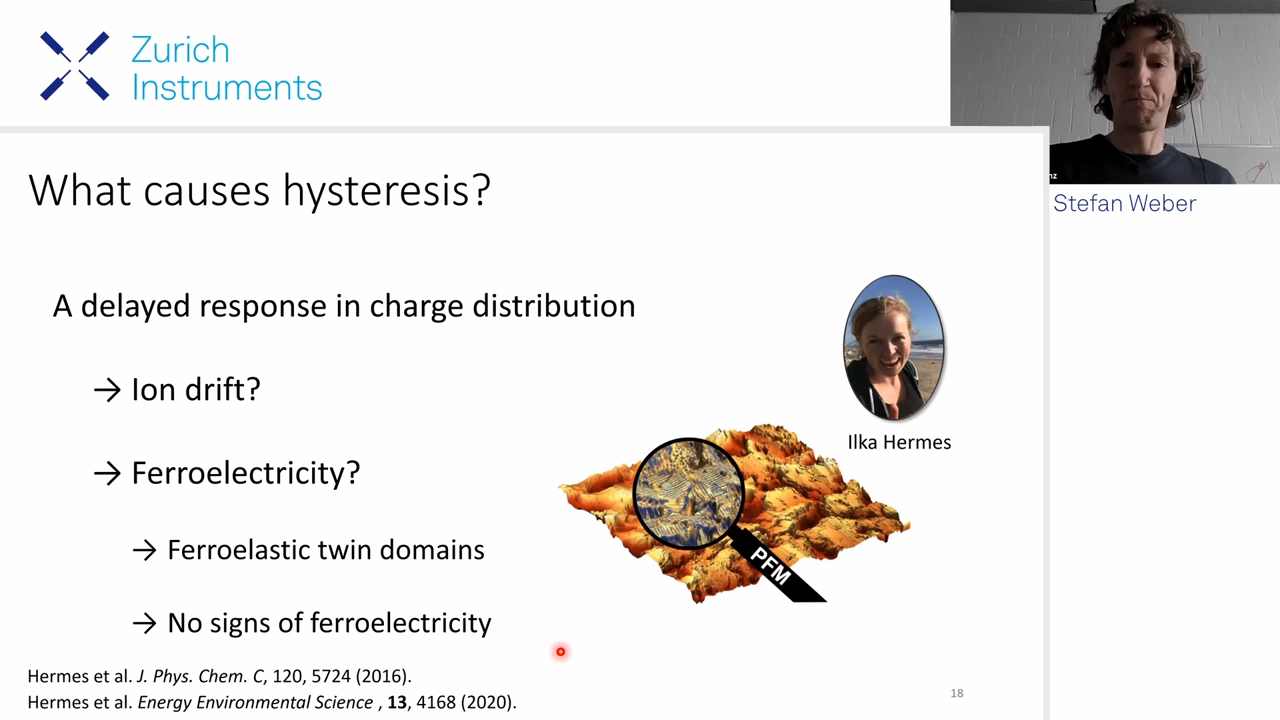 Zurich
Instruments
What causes hysteresis?
A delayed response in charge distribution
→ Ion drift?
→ Ferroelectricity?
→ Ferroelastic twin domains
→ No signs of ferroelectricity
Ilka Hermes
PFM
Hermes et al. J. Phys. Chem. C, 120, 5724 (2016).
Hermes et al. Energy Environmental Science , 13, 4168 (2020).
18
nz
Stefan Weber